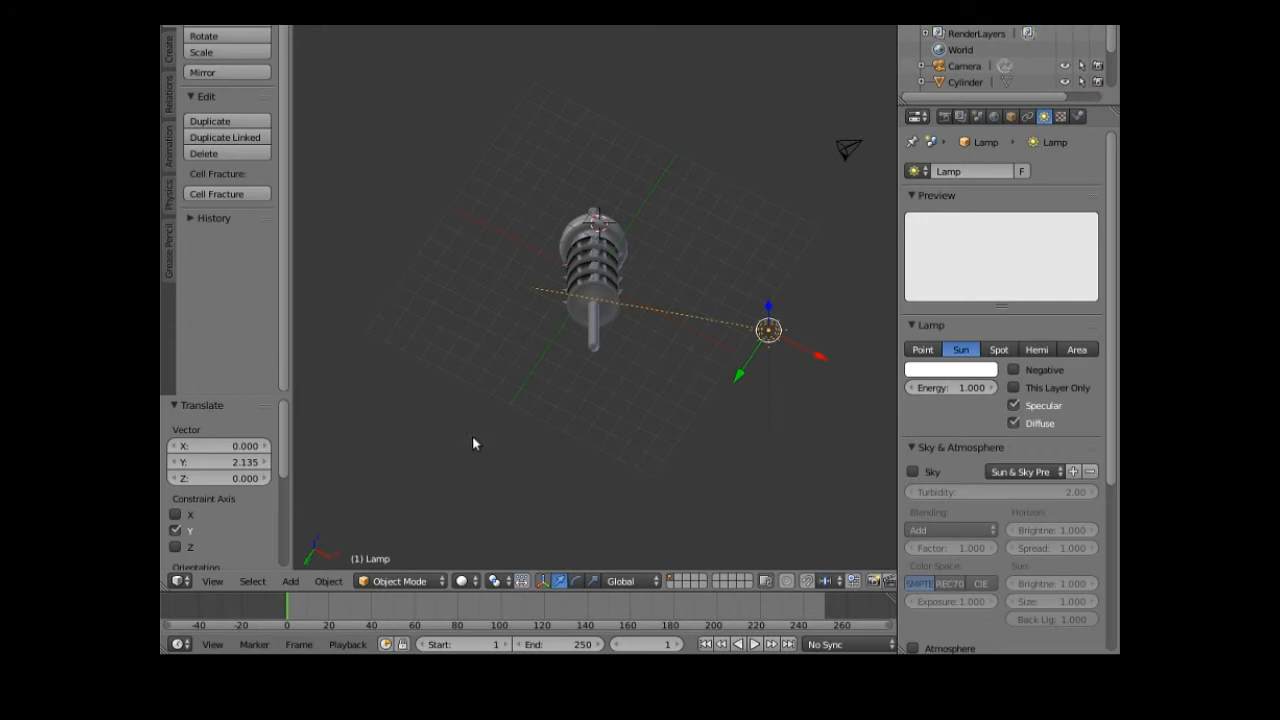 Create
Relations
Animation
Physics
Grease Pencil
Rotate
Scale
Mirror
Edit
Duplicate
Duplicate Linked
Delete
Cell Fracture:
Cell Fracture
History
Translate
Vector
X: 0.000
Y: 2.135
Z: 0.000
Constraint Axis
X
Y
Z
Orientation
(1) Lamp
View Select Add Object Object Mode Global
-40 -20 0 20 40 60 80 100 120 140 160 180 200 220 240 260
View Marker Frame Playback Start: 1 End: 250 1 No Sync
RenderLayers
World
Camera
Cylinder
Lamp Lamp
Lamp F
Preview
Lamp
Point Sun Spot Hemi Area
Negative
Energy: 1.000 This Layer Only
Specular
Diffuse
Sky & Atmosphere
Sky Sun & Sky Pre
Turbidity: 2.00
Blending: Horizon:
Add Brightne: 1.000
Factor: 1.000 Spread: 1.000
Color Space: Sun:
SMPTE REC70 CIE Brightne: 1.000
Exposure:1.000 Size: 1.000
Back Lig: 1.000
Atmosphere